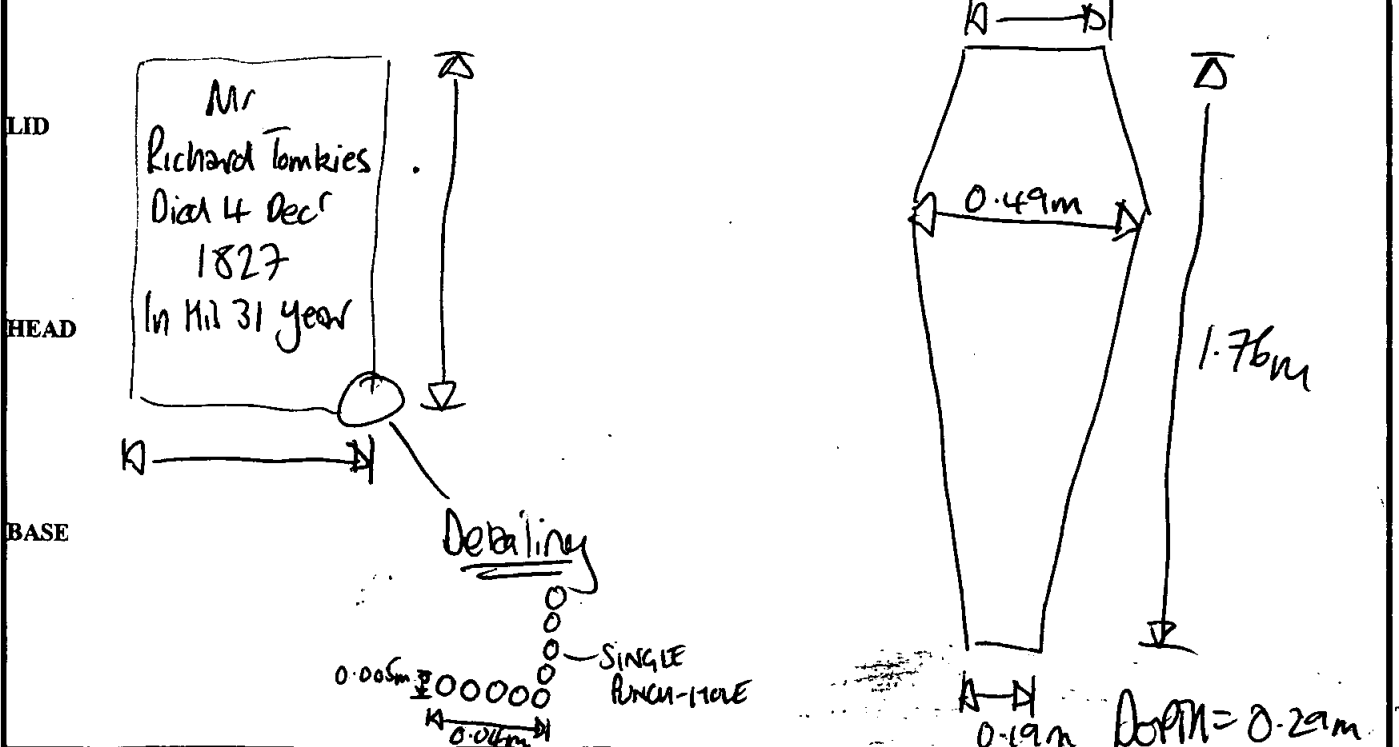 LID
HEAD
BASE
Mr
Richard Tomkies
Died 4 Decr
1827
In His 31 year
Detailing
SINGLE
PUNCH-HOLE
0.005m
0.04m
0.49m
1.76m
0.19m
Depth = 0.29m